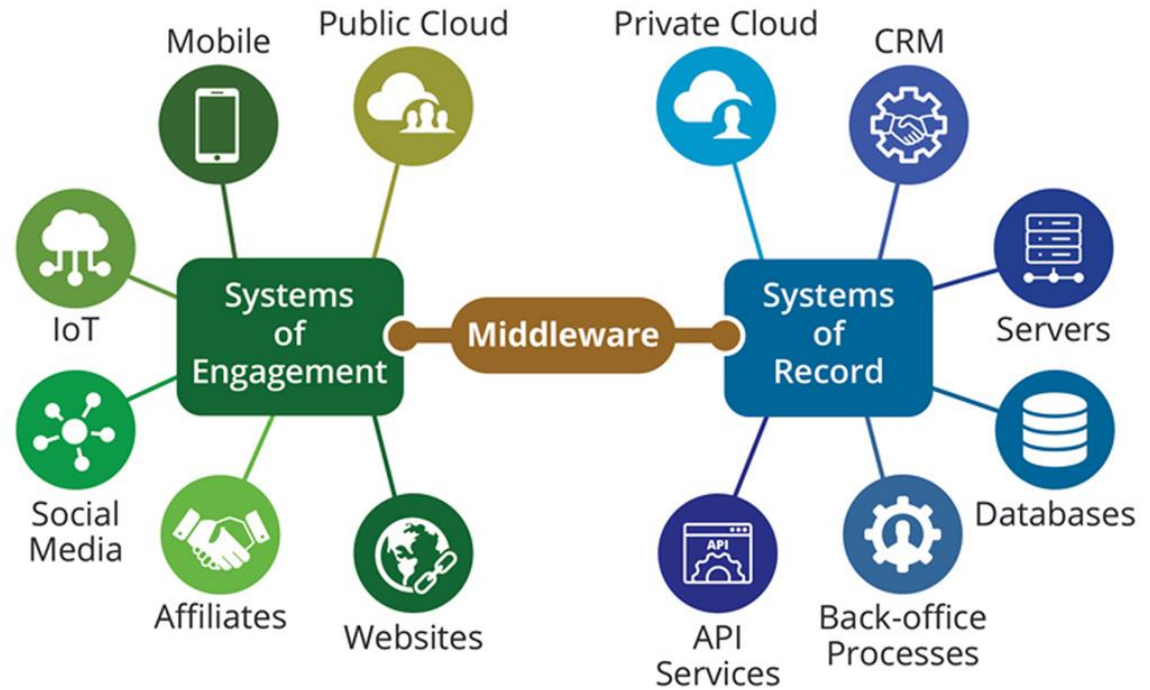 Mobile
Public Cloud
Private Cloud
CRM
IoT
Systems
of
Engagement
Middleware
Systems
of
Record
Servers
Social
Media
Affiliates
Websites
API
API
Services
Back-office
Processes
Databases